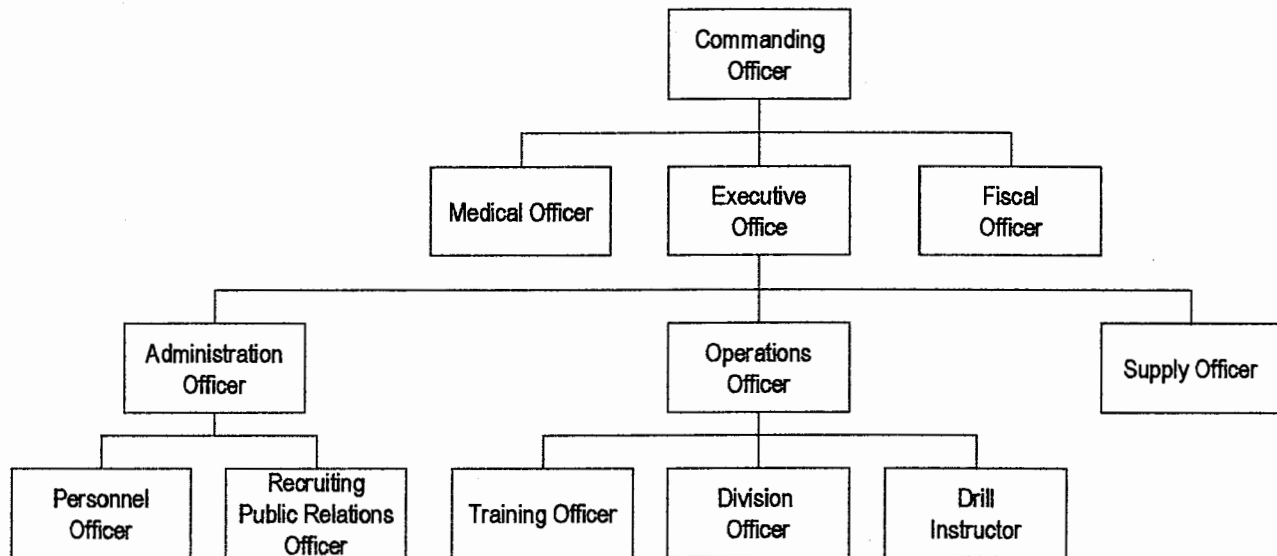 Commanding
Officer
Medical Officer
Executive
Office
Fiscal
Officer
Administration
Officer
Operations
Officer
Supply Officer
Personnel
Officer
Recruiting
Public Relations
Officer
Training Officer
Division
Officer
Drill
Instructor